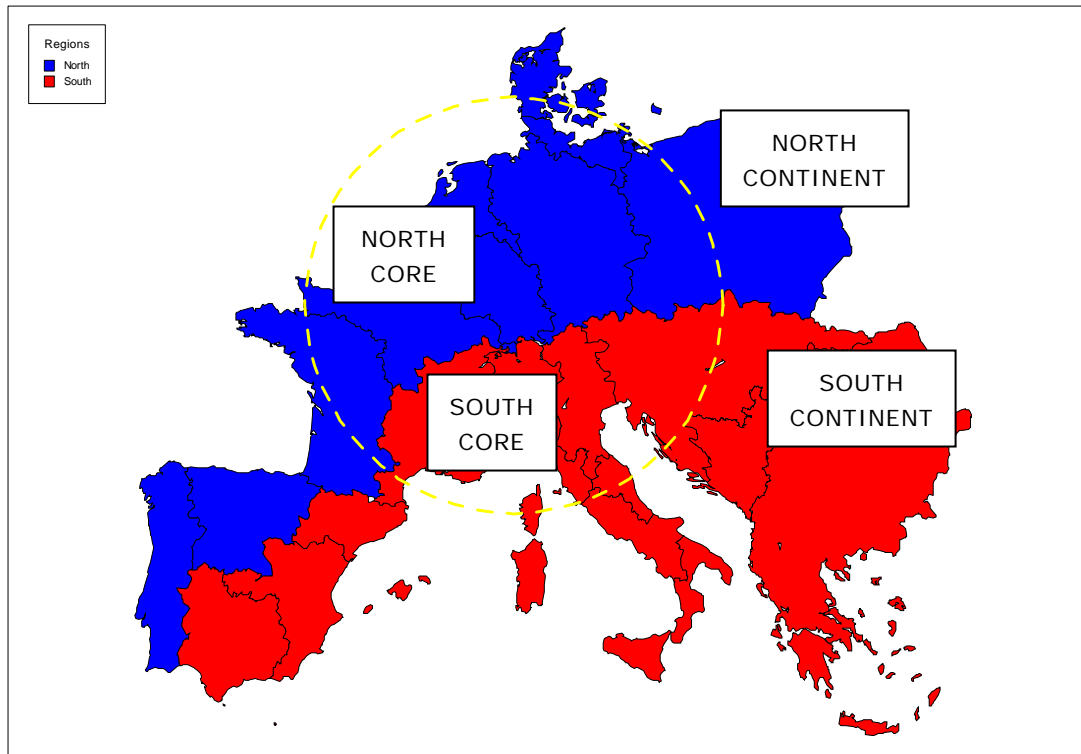 Regions
North
South
NORTH
CONTINENT
NORTH
CORE
SOUTH
CONTINENT
SOUTH
CORE